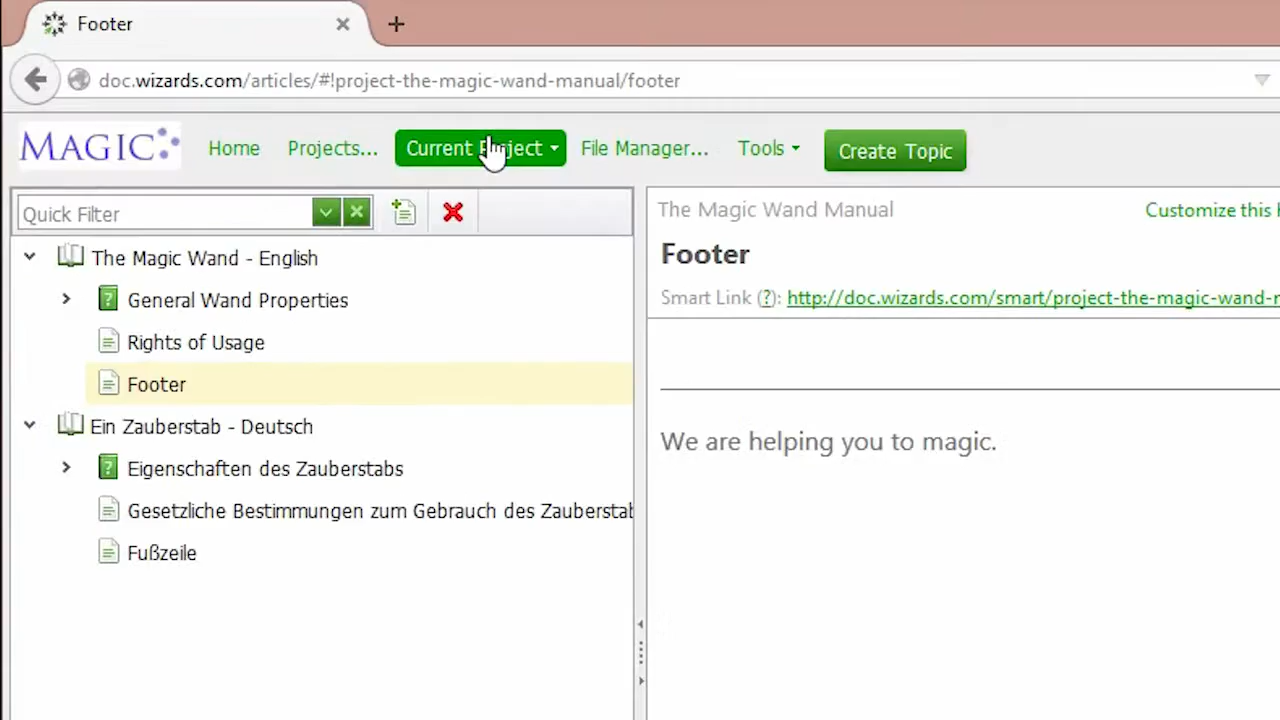 Footer
doc.wizards.com/articles/#!project-the-magic-wand-manual/footer
MAGIC Home Projects... Current Project File Manager... Tools Create Topic
Quick Filter
The Magic Wand - English
General Wand Properties
Rights of Usage
Footer
Ein Zauberstab - Deutsch
Eigenschaften des Zauberstabs
Gesetzliche Bestimmungen zum Gebrauch des Zauberstab
Fußzeile
The Magic Wand Manual Customize this
Footer
Smart Link (?): http://doc.wizards.com/smart/project-the-magic-wand-
We are helping you to magic.